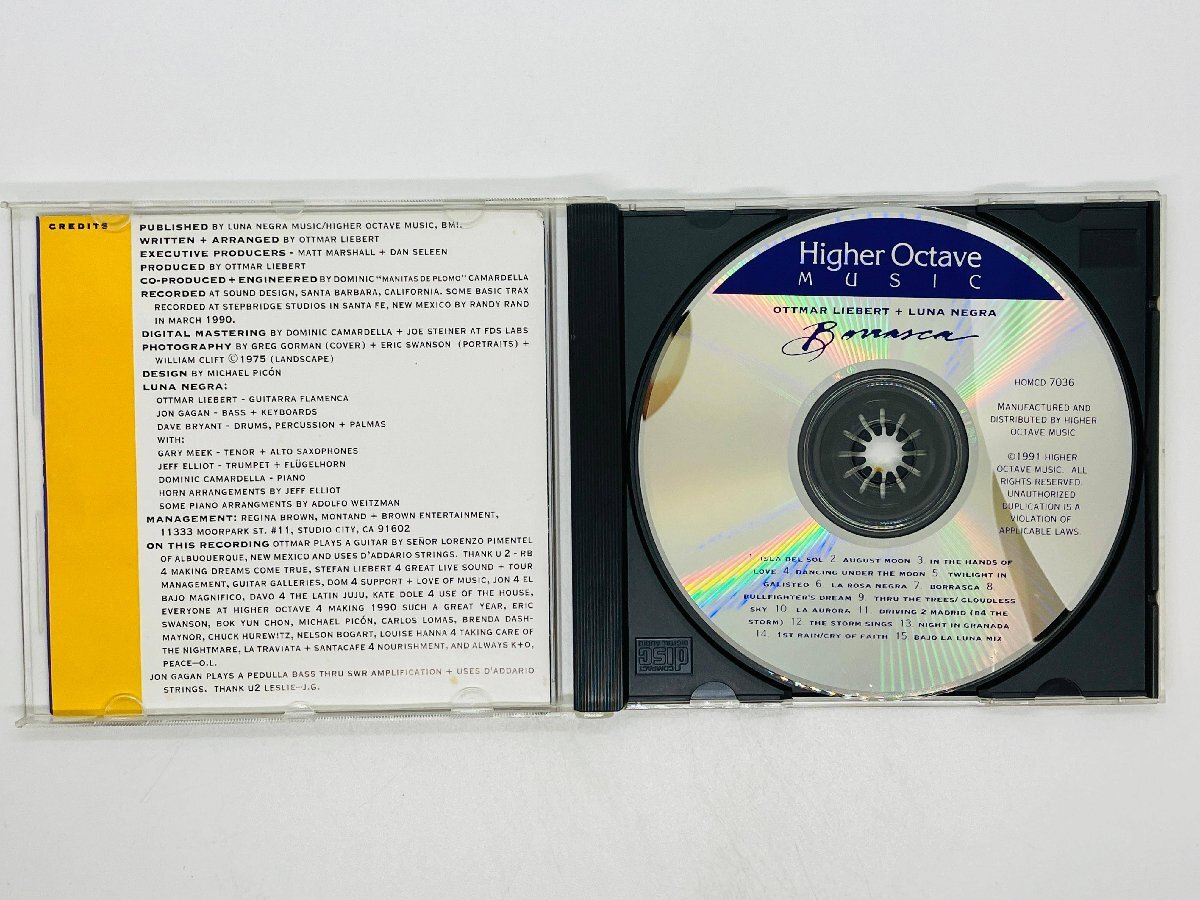 CREDITS
PUBLISHED BY LUNA NEGRA MUSIC/HIGHER OCTAVE MUSIC, BMI.
WRITTEN + ARRANGED BY OTTMAR LIEBERT
EXECUTIVE PRODUCERS - MATT MARSHALL + DAN SELEEN
PRODUCED BY OTTMAR LIEBERT
CO-PRODUCED + ENGINEERED BY DOMINIC "MANITAS DE PLOMO" CAMARDELLA
RECORDED AT SOUND DESIGN, SANTA BARBARA, CALIFORNIA. SOME BASIC TRAX
RECORDED AT STEPBRIDGE STUDIOS IN SANTA FE, NEW MEXICO BY RANDY RAND
IN MARCH 1990.
DIGITAL MASTERING BY DOMINIC CAMARDELLA + JOE STEINER AT FDS LABS
PHOTOGRAPHY BY GREG GORMAN (COVER) + ERIC SWANSON (PORTRAITS) +
WILLIAM CLIFT ©1975 (LANDSCAPE)
DESIGN BY MICHAEL PICÓN
LUNA NEGRA:
OTTMAR LIEBERT - GUITARRA FLAMENCA
JON GAGAN - BASS + KEYBOARDS
DAVE BRYANT - DRUMS, PERCUSSION + PALMAS
WITH:
GARY MEEK - TENOR + ALTO SAXOPHONES
JEFF ELLIOT - TRUMPET + FLÜGELHORN
DOMINIC CAMARDELLA - PIANO
HORN ARRANGEMENTS BY JEFF ELLIOT
SOME PIANO ARRANGMENTS BY ADOLFO WEITZMAN
MANAGEMENT: REGINA BROWN, MONTAND + BROWN ENTERTAINMENT,
11333 MOORPARK ST. #11, STUDIO CITY, CA 91602
ON THIS RECORDING OTTMAR PLAYS A GUITAR BY SEÑOR LORENZO PIMENTEL
OF ALBUQUERQUE, NEW MEXICO AND USES D'ADDARIO STRINGS. THANK U 2 - RB
4 MAKING DREAMS COME TRUE, STEFAN LIEBERT 4 GREAT LIVE SOUND + TOUR
MANAGEMENT, GUITAR GALLERIES, DOM 4 SUPPORT + LOVE OF MUSIC, JON 4 EL
BAJO MAGNIFICO, DAVO 4 THE LATIN JUJU, KATE DOLE 4 USE OF THE HOUSE,
EVERYONE AT HIGHER OCTAVE 4 MAKING 1990 SUCH A GREAT YEAR, ERIC
SWANSON, BOK YUN CHON, MICHAEL PICÓN, CARLOS LOMAS, BRENDA DASH-
MAYNOR, CHUCK HUREWITZ, NELSON BOGART, LOUISE HANNA 4 TAKING CARE OF
THE NIGHTMARE, LA TRAVIATA + SANTACAFE 4 NOURISHMENT, AND ALWAYS K+O,
PEACE—O.L.
JON GAGAN PLAYS A PEDULLA BASS THRU SWR AMPLIFICATION + USES D'ADDARIO
STRINGS. THANK U2 LESLIE—J.G.
Higher Octave
MUSIC
OTTMAR LIEBERT + LUNA NEGRA
Borrasca
HOMCD 7036
MANUFACTURED AND
DISTRIBUTED BY HIGHER
OCTAVE MUSIC
©1991 HIGHER
OCTAVE MUSIC. ALL
RIGHTS RESERVED.
UNAUTHORIZED
DUPLICATION IS A
VIOLATION OF
APPLICABLE LAWS.
1. ISLA DEL SOL 2. AUGUST MOON 3. IN THE HANDS OF
LOVE 4. DANCING UNDER THE MOON 5. TWILIGHT IN
GALISTEO 6. LA ROSA NEGRA 7. BORRASCA 8.
BULLFIGHTER'S DREAM 9. THRU THE TREES/ CLOUDLESS
SKY 10. LA AURORA 11. DRIVING 2 MADRID (B4 THE
STORM) 12. THE STORM SINGS 13. NIGHT IN GRANADA
14. 1ST RAIN/CRY OF FAITH 15. BAJO LA LUNA MIX
COMPACT
disc
DIGITAL AUDIO